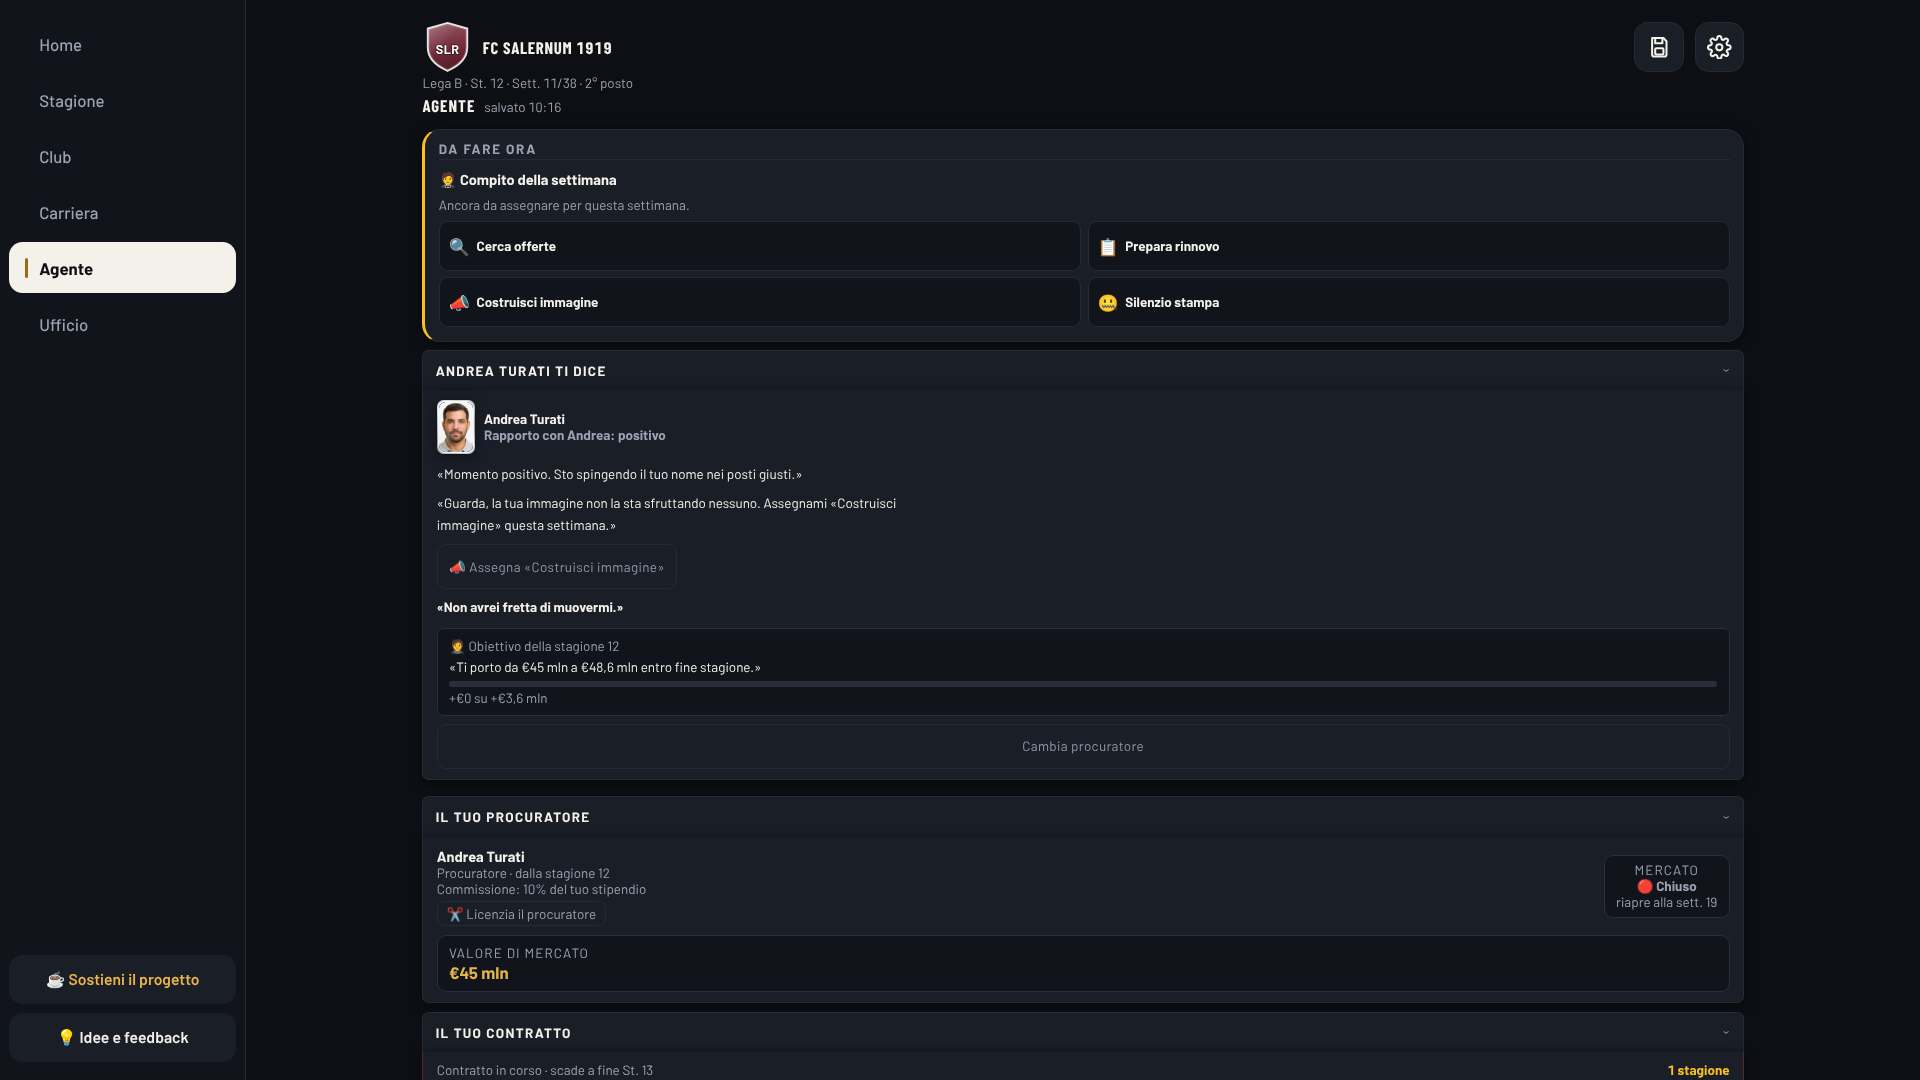 Home
Stagione
Club
Carriera
Agente
Ufficio
☕ Sostieni il progetto
💡 Idee e feedback
SLR
FC SALERNUM 1919
Lega B · St. 12 · Sett. 11/38 · 2° posto
AGENTE salvato 10:16
DA FARE ORA
Compito della settimana
Ancora da assegnare per questa settimana.
🔍 Cerca offerte
📋 Prepara rinnovo
📣 Costruisci immagine
🤐 Silenzio stampa
ANDREA TURATI TI DICE
Andrea Turati
Rapporto con Andrea: positivo
«Momento positivo. Sto spingendo il tuo nome nei posti giusti.»
«Guarda, la tua immagine non la sta sfruttando nessuno. Assegnami «Costruisci
immagine» questa settimana.»
📣 Assegna «Costruisci immagine»
«Non avrei fretta di muovermi.»
Obiettivo della stagione 12
«Ti porto da €45 mln a €48,6 mln entro fine stagione.»
+€0 su +€3,6 mln
Cambia procuratore
IL TUO PROCURATORE
Andrea Turati
Procuratore · dalla stagione 12
Commissione: 10% del tuo stipendio
✂️ Licenzia il procuratore
MERCATO
🔴 Chiuso
riapre alla sett. 19
VALORE DI MERCATO
€45 mln
IL TUO CONTRATTO
Contratto in corso · scade a fine St. 13
1 stagione